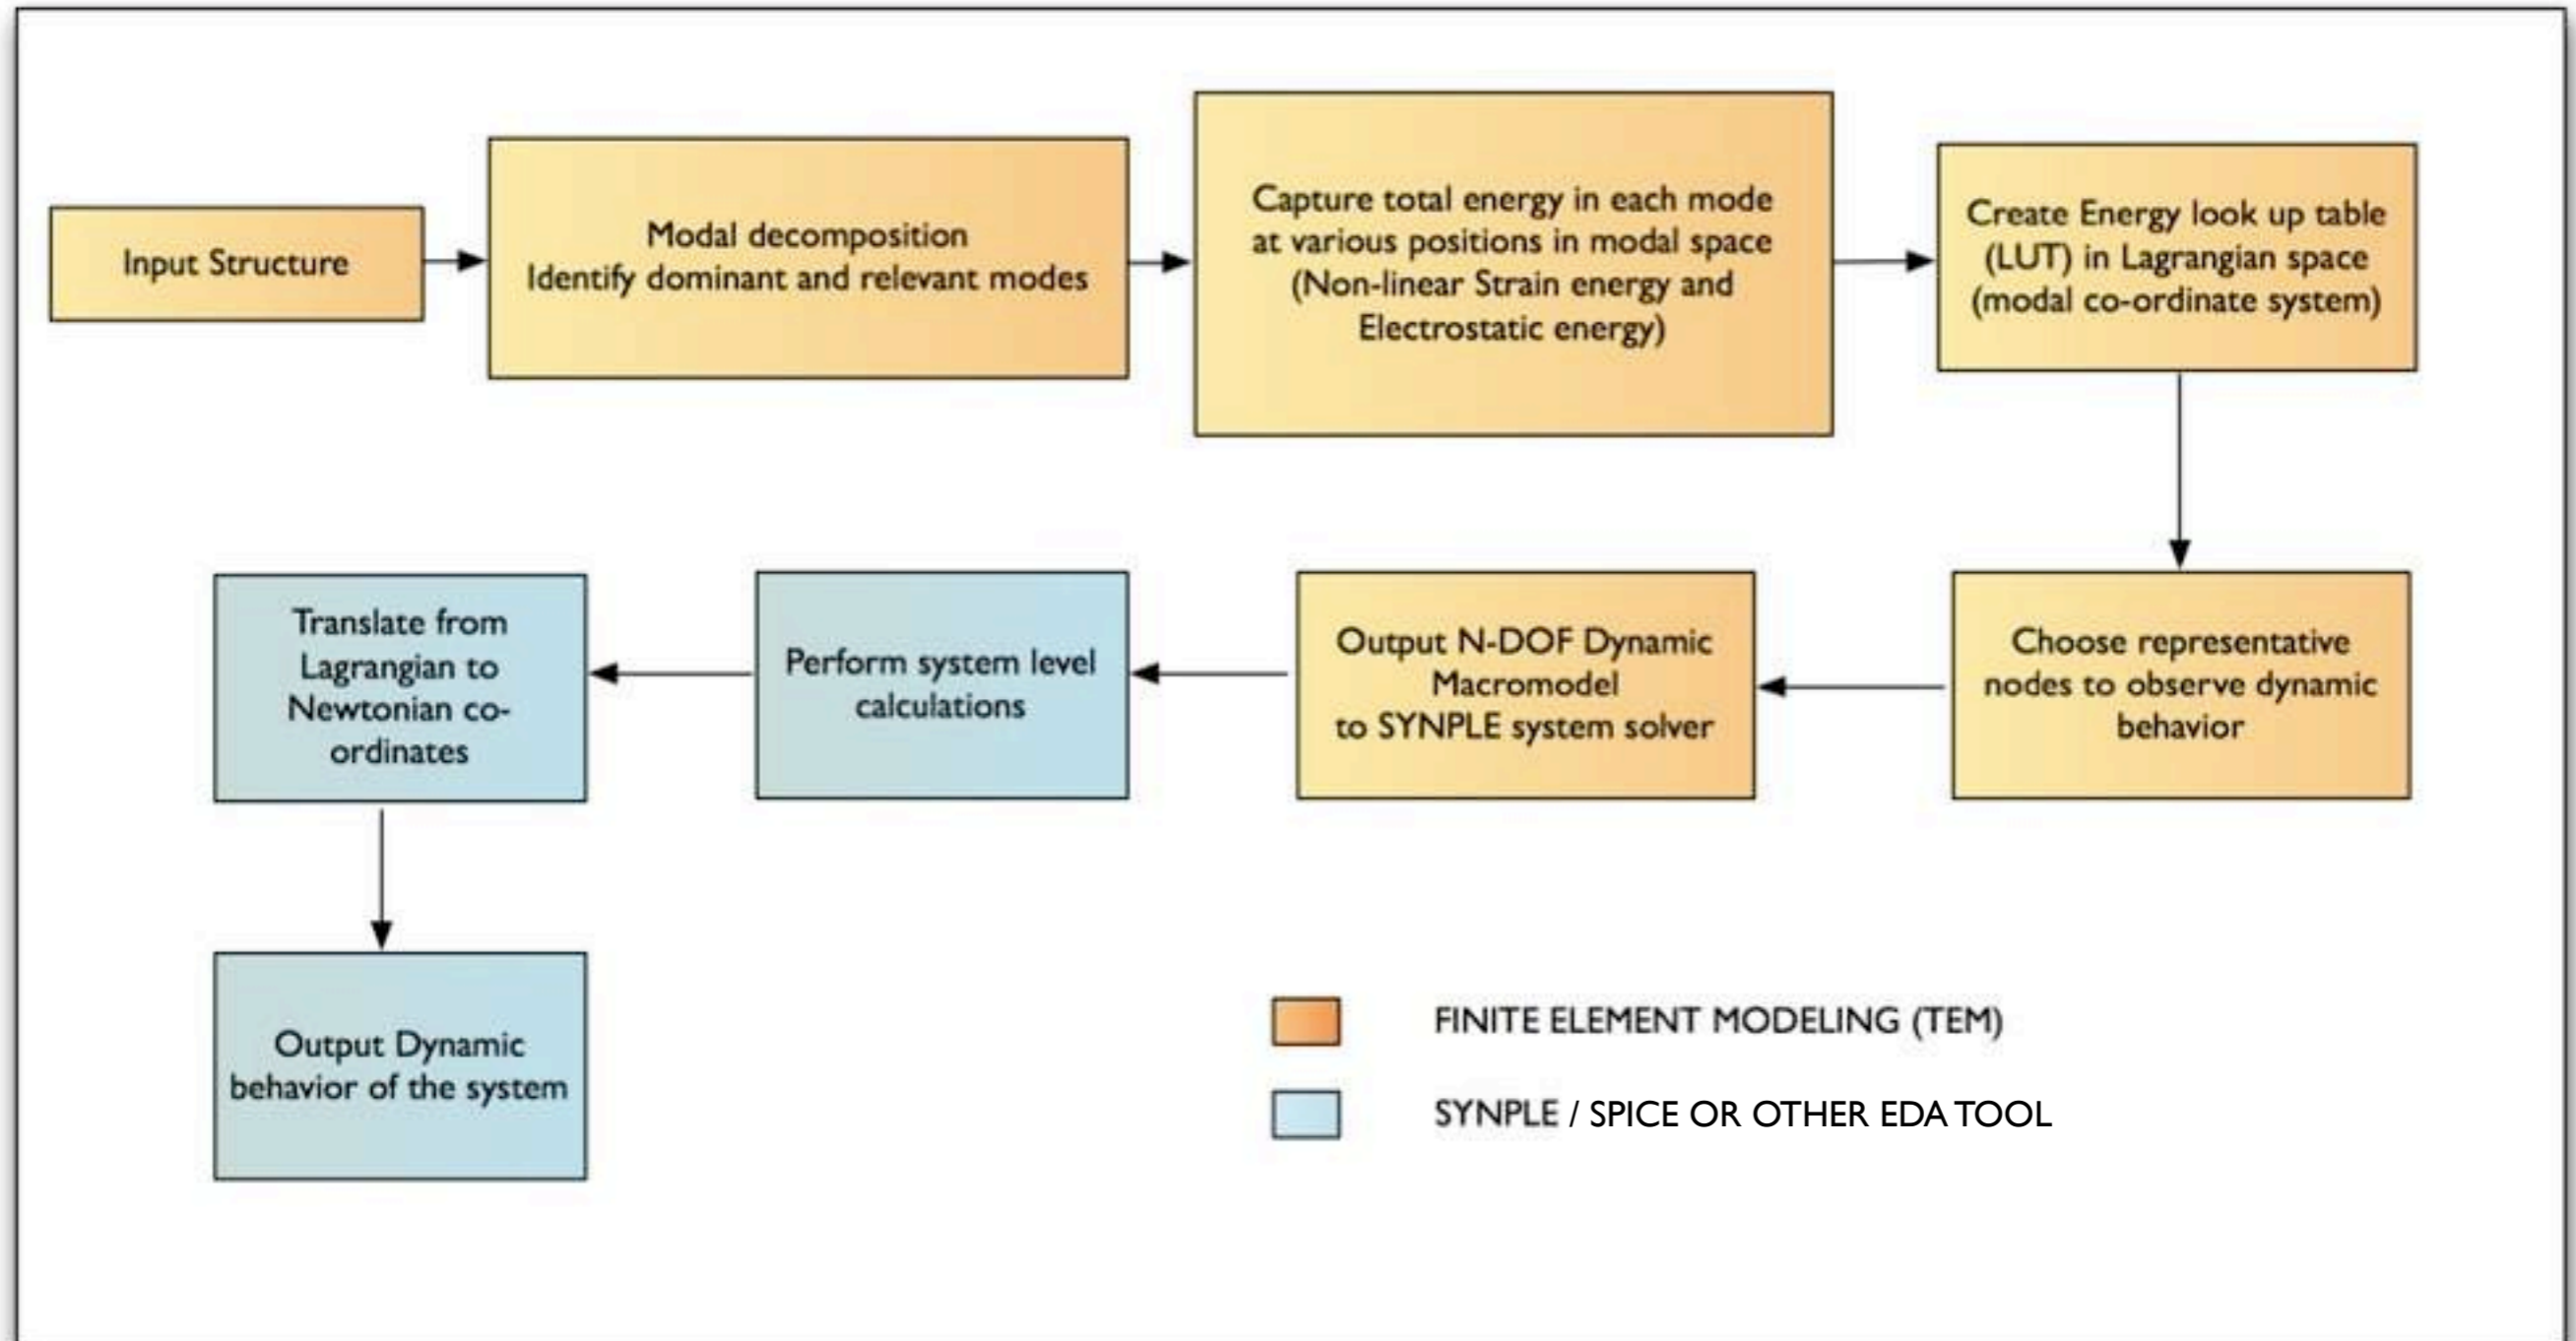 Input Structure
Modal decomposition
Identify dominant and relevant modes
Capture total energy in each mode
at various positions in modal space
(Non-linear Strain energy and
Electrostatic energy)
Create Energy look up table
(LUT) in Lagrangian space
(modal co-ordinate system)
Choose representative
nodes to observe dynamic
behavior
Output N-DOF Dynamic
Macromodel
to SYNPLE system solver
Perform system level
calculations
Translate from
Lagrangian to
Newtonian co-
ordinates
Output Dynamic
behavior of the system
FINITE ELEMENT MODELING (TEM)
SYNPLE / SPICE OR OTHER EDA TOOL